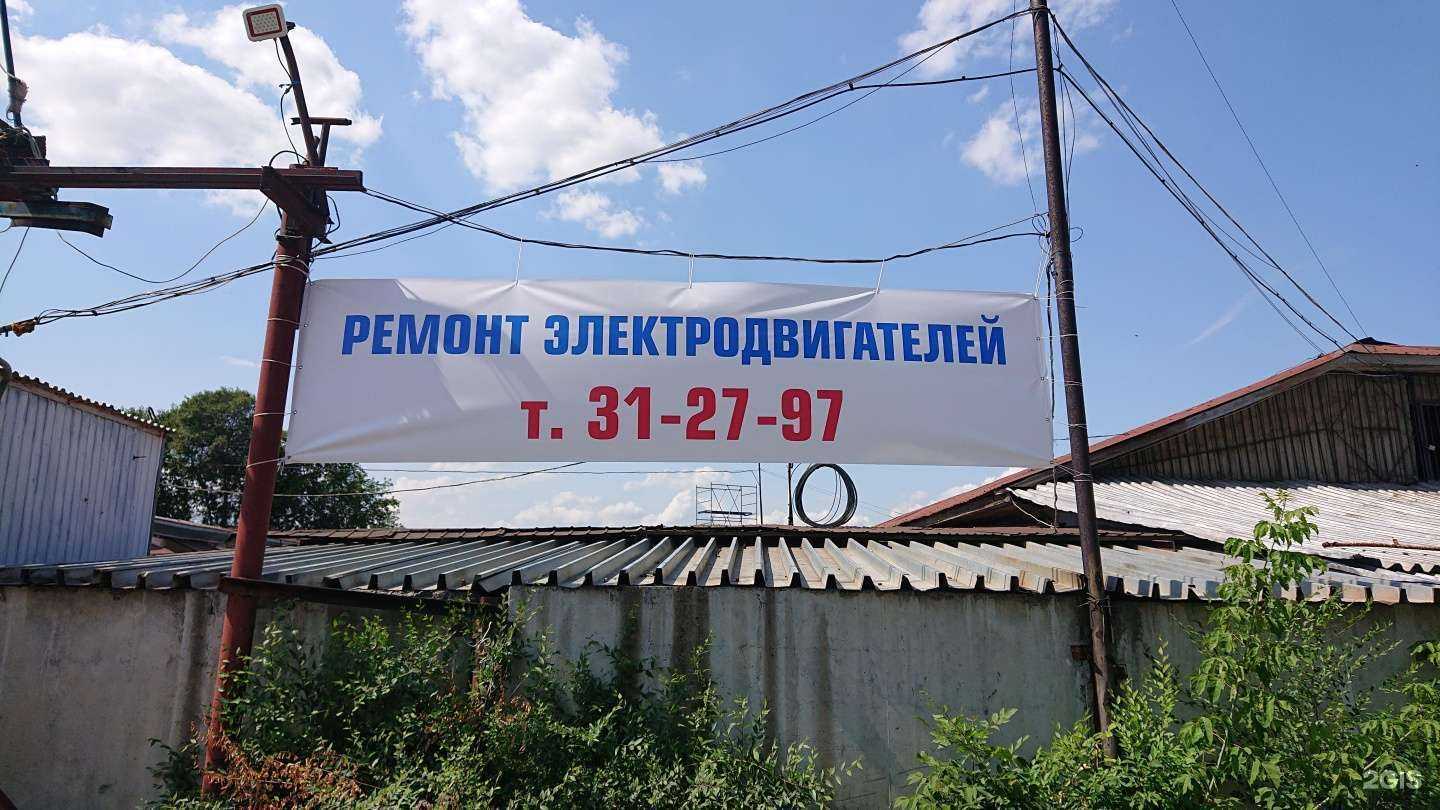 РЕМОНТ ЭЛЕКТРОДВИГАТЕЛЕЙ
т. 31-27-97
2GIS